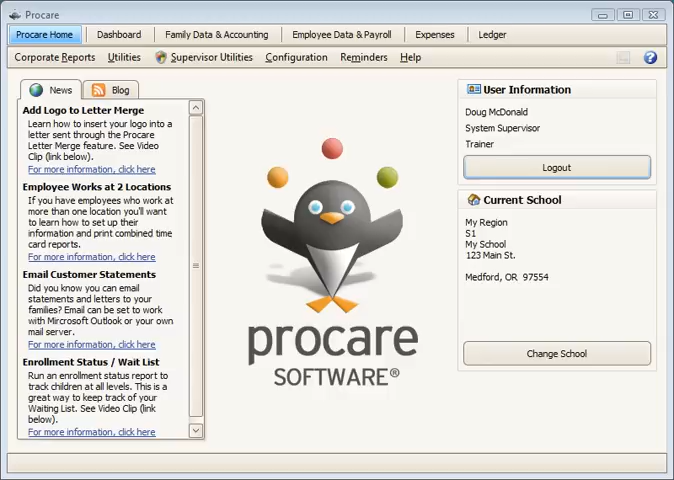 Procare
Procare Home
Dashboard
Family Data & Accounting
Employee Data & Payroll
Expenses
Ledger
Corporate Reports
Utilities
Supervisor Utilities
Configuration
Reminders
Help
News
Blog
Add Logo to Letter Merge
Learn how to insert your logo into a
letter sent through the Procare
Letter Merge feature. See Video
Clip (link below).
For more information, click here
Employee Works at 2 Locations
If you have employees who work at
more than one location you'll want
to learn how to set up their
information and print combined time
card reports.
For more information, click here
Email Customer Statements
Did you know you can email
statements and letters to your
families? Email can be set to work
with Mircrosoft Outlook or your own
mail server.
For more information, click here
Enrollment Status / Wait List
Run an enrollment status report to
track children at all levels. This is a
great way to keep track of your
Waiting List. See Video Clip (link
below).
For more information, click here
procare
SOFTWARE®
User Information
Doug McDonald
System Supervisor
Trainer
Logout
Current School
My Region
S1
My School
123 Main St.
Medford, OR 97554
Change School